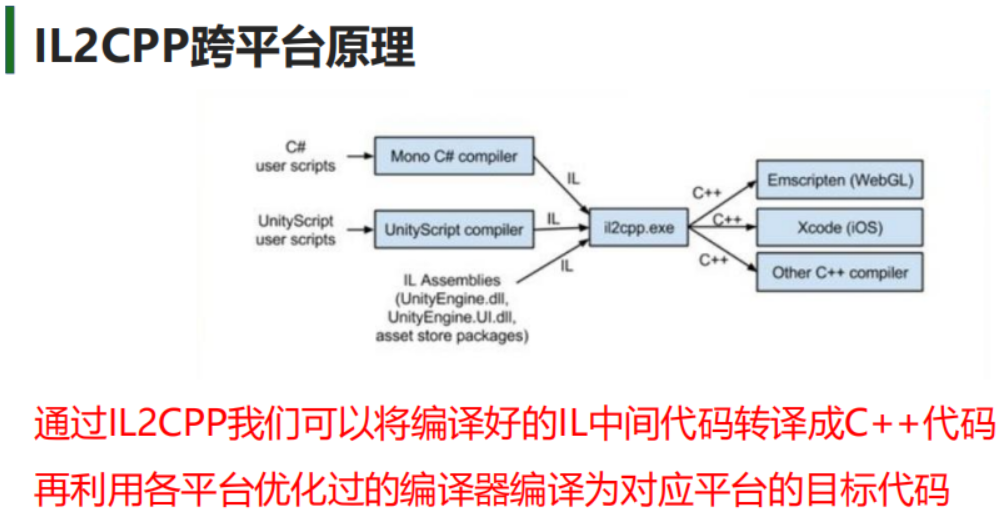 IL2CPP跨平台原理
C#
user scripts
Mono C# compiler
IL
UnityScript
user scripts
UnityScript compiler
IL
IL Assemblies
(UnityEngine.dll,
UnityEngine.UI.dll,
asset store packages)
IL
il2cpp.exe
C++
Emscripten (WebGL)
C++
Xcode (iOS)
C++
Other C++ compiler
通过IL2CPP我们可以将编译好的IL中间代码转译成C++代码
再利用各平台优化过的编译器编译为对应平台的目标代码